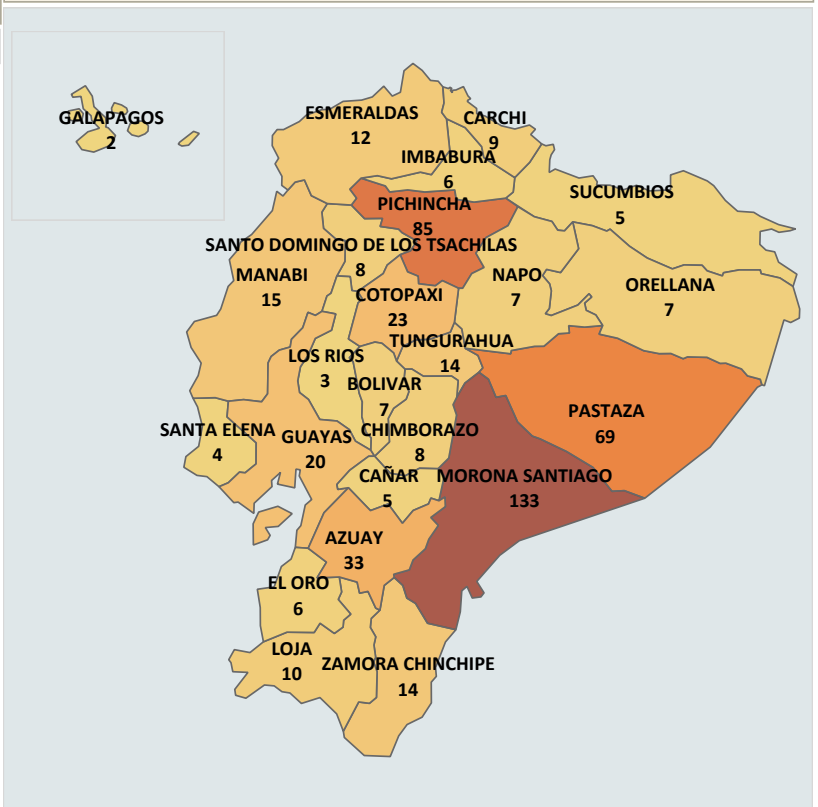 GALAPAGOS
2
ESMERALDAS
12
CARCHI
9
IMBABURA
6
SUCUMBIOS
5
PICHINCHA
85
SANTO DOMINGO DE LOS TSACHILAS
8
MANABI
15
NAPO
7
ORELLANA
7
COTOPAXI
23
TUNGURAHUA
14
LOS RIOS
3
BOLIVAR
7
PASTAZA
69
SANTA ELENA
4
GUAYAS
20
CHIMBORAZO
8
CAÑAR
5
MORONA SANTIAGO
133
AZUAY
33
EL ORO
6
LOJA
10
ZAMORA CHINCHIPE
14